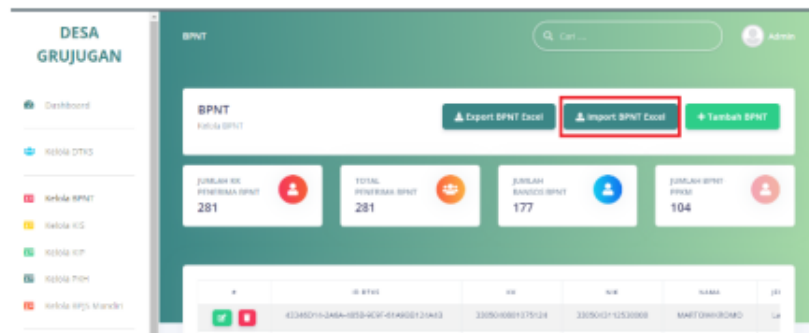 DESA
GRUJUGAN
BPNT
Cari ...
Admin
Dashboard
Kelola DTKS
Kelola BPNT
Kelola KIS
Kelola KIP
Kelola PKH
Kelola BPJS Mandiri
BPNT
Kelola BPNT
Export BPNT Excel
Import BPNT Excel
+ Tambah BPNT
JUMLAH KK
PENERIMA BPNT
281
TOTAL
PENERIMA BPNT
281
JUMLAH
BANSOS BPNT
177
JUMLAH BPNT
PPKM
104
# ID DTKS KK NIK NAMA